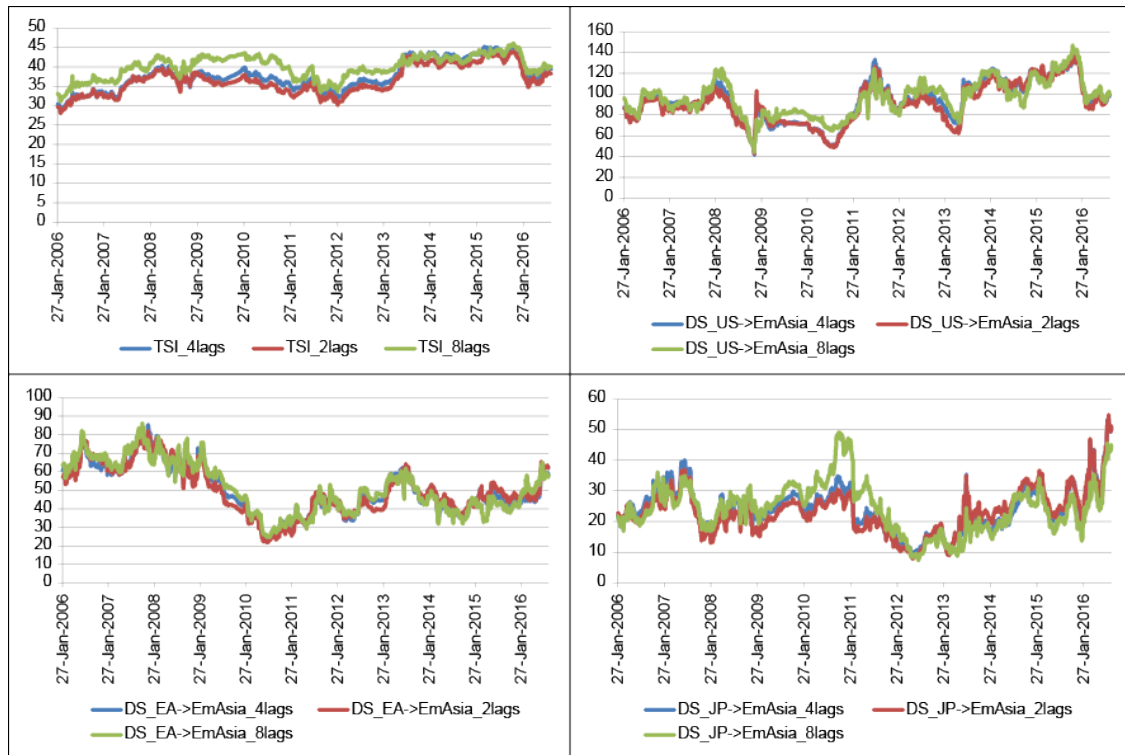 50
45
40
35
30
25
20
15
10
5
0
27-Jan-2006
27-Jan-2007
27-Jan-2008
27-Jan-2009
27-Jan-2010
27-Jan-2011
27-Jan-2012
27-Jan-2013
27-Jan-2014
27-Jan-2015
27-Jan-2016
TSI_4lags TSI_2lags TSI_8lags
160
140
120
100
80
60
40
20
0
27-Jan-2006
27-Jan-2007
27-Jan-2008
27-Jan-2009
27-Jan-2010
27-Jan-2011
27-Jan-2012
27-Jan-2013
27-Jan-2014
27-Jan-2015
27-Jan-2016
DS_US->EmAsia_4lags DS_US->EmAsia_2lags
DS_US->EmAsia_8lags
100
90
80
70
60
50
40
30
20
10
0
27-Jan-2006
27-Jan-2007
27-Jan-2008
27-Jan-2009
27-Jan-2010
27-Jan-2011
27-Jan-2012
27-Jan-2013
27-Jan-2014
27-Jan-2015
27-Jan-2016
DS_EA->EmAsia_4lags DS_EA->EmAsia_2lags
DS_EA->EmAsia_8lags
60
50
40
30
20
10
0
27-Jan-2006
27-Jan-2007
27-Jan-2008
27-Jan-2009
27-Jan-2010
27-Jan-2011
27-Jan-2012
27-Jan-2013
27-Jan-2014
27-Jan-2015
27-Jan-2016
DS_JP->EmAsia_4lags DS_JP->EmAsia_2lags
DS_JP->EmAsia_8lags